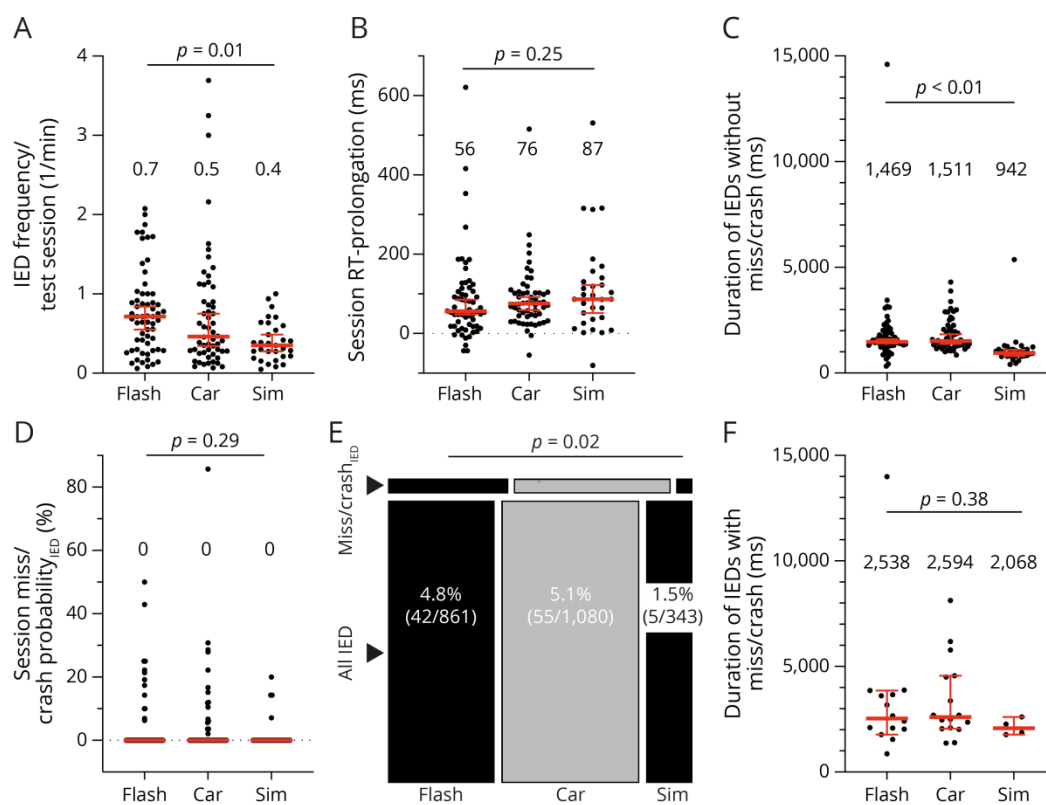 A
IED frequency/
test session (1/min)
p = 0.01
4
3
2
1
0
0.7 0.5 0.4
Flash Car Sim
B
Session RT-prolongation (ms)
p = 0.25
600
400
200
0
56 76 87
Flash Car Sim
C
Duration of IEDs without
miss/crash (ms)
15,000
10,000
5,000
0
p < 0.01
1,469 1,511 942
Flash Car Sim
D
Session miss/
crash probabilityIED (%)
p = 0.29
80
60
40
20
0
0 0 0
Flash Car Sim
E
p = 0.02
Miss/crashIED
All IED
4.8%
(42/861)
5.1%
(55/1,080)
1.5%
(5/343)
Flash Car Sim
F
Duration of IEDs with
miss/crash (ms)
15,000
10,000
5,000
0
p = 0.38
2,538 2,594 2,068
Flash Car Sim